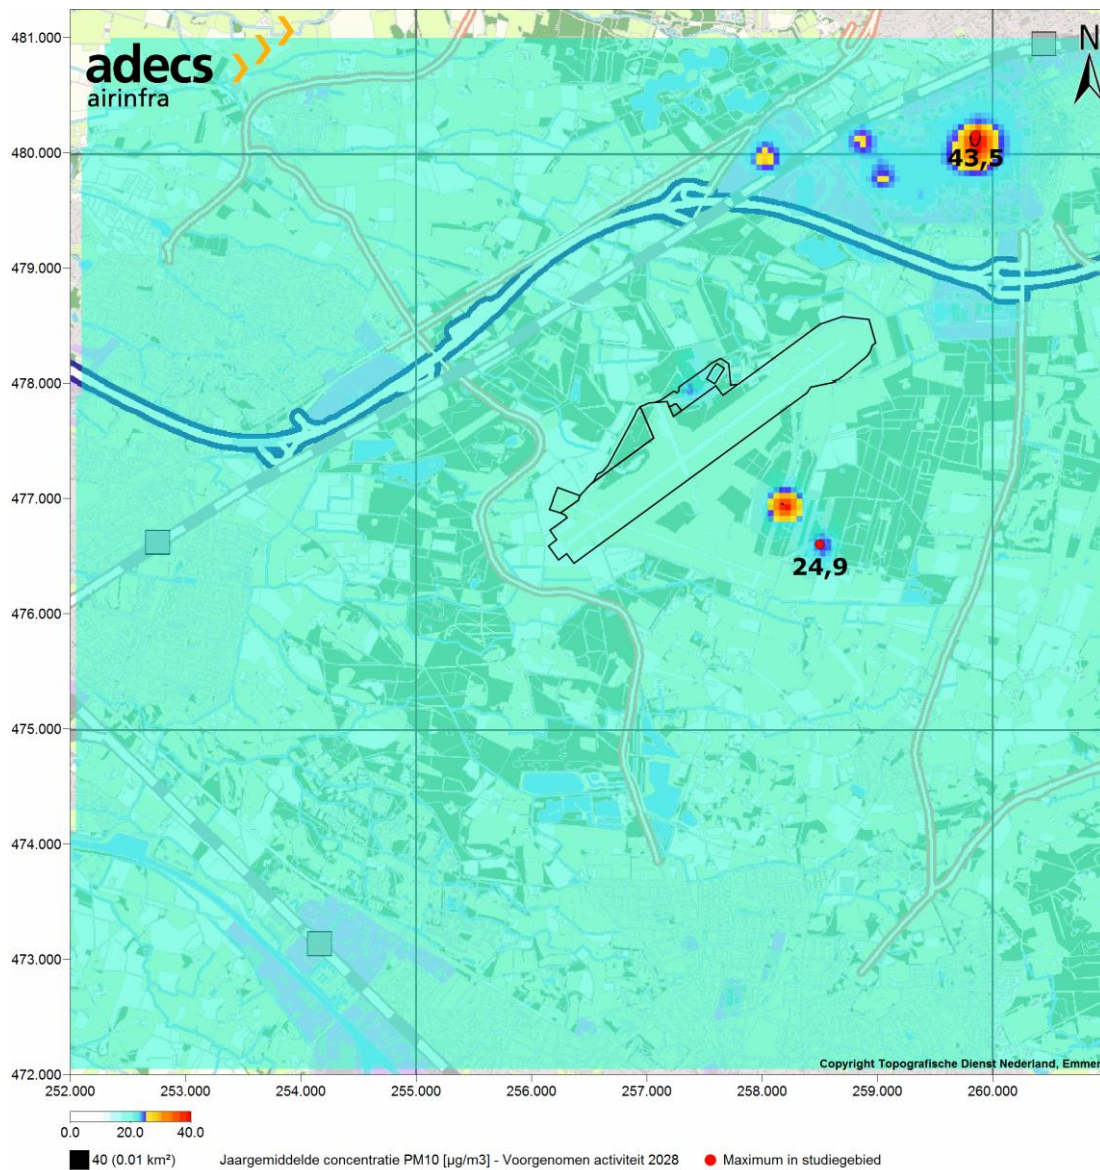 481.000
adecs
airinfra
N
480.000
43,5
479.000
478.000
477.000
24,9
476.000
475.000
474.000
473.000
Copyright Topografische Dienst Nederland, Emmen
472.000
252.000 253.000 254.000 255.000 256.000 257.000 258.000 259.000 260.000
0.0 20.0 40.0
40 (0.01 km²) Jaargemiddelde concentratie PM10 [µg/m3] - Voorgenomen activiteit 2028 Maximum in studiegebied